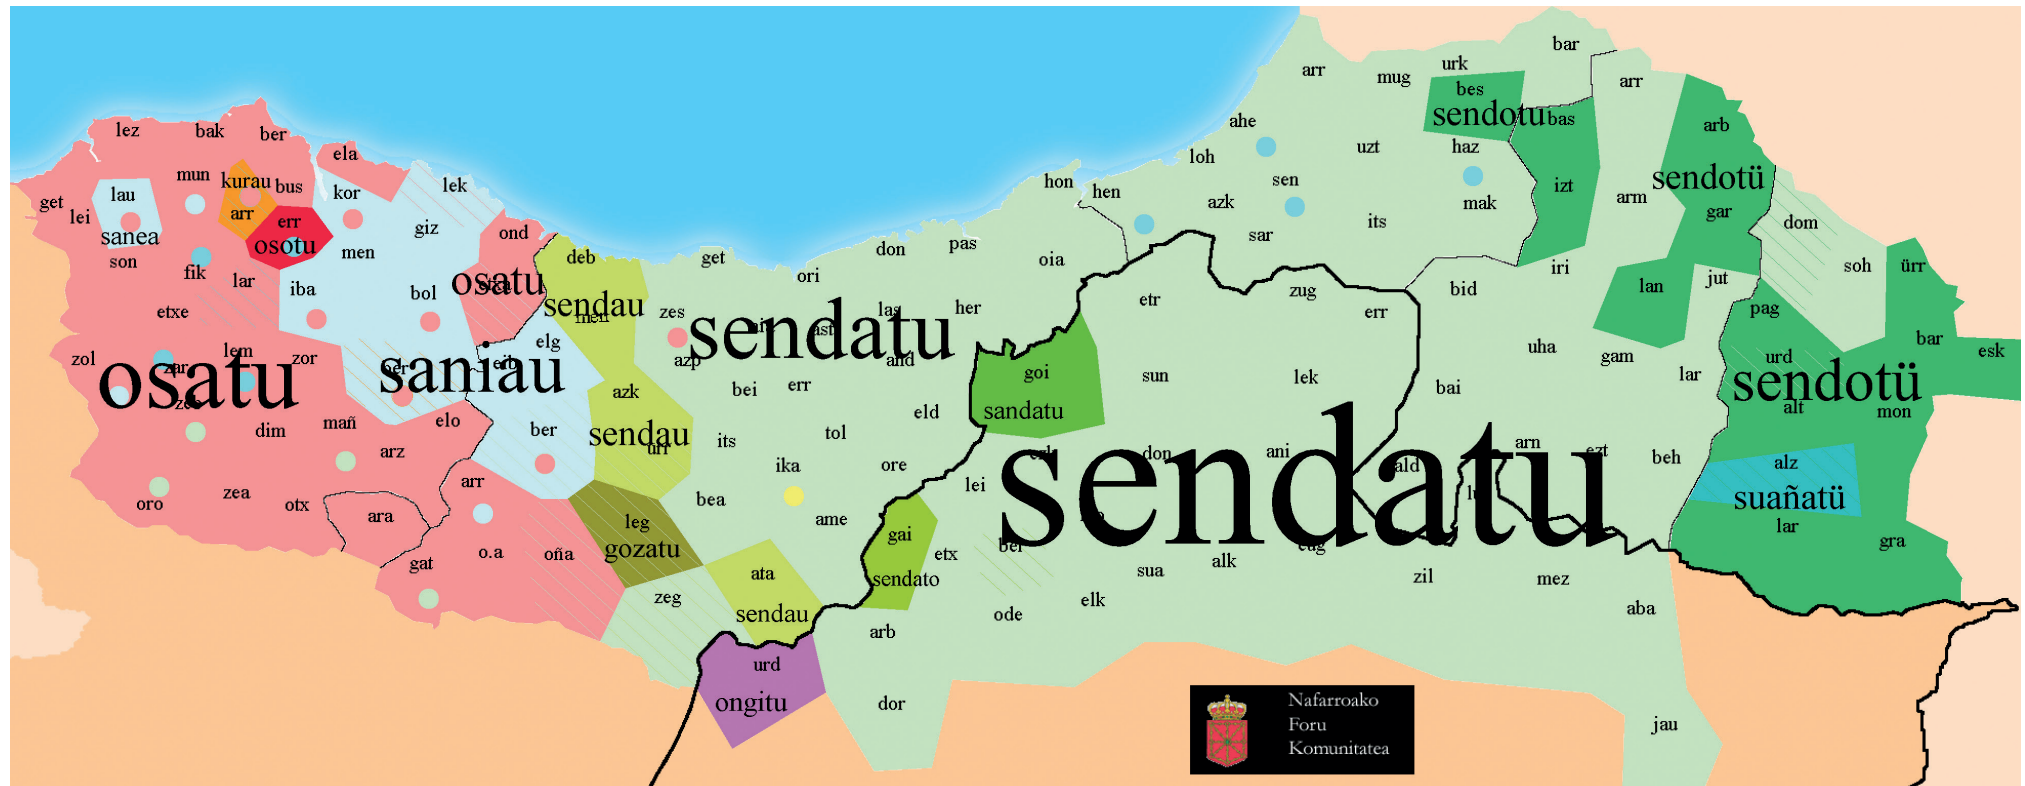 bar
urk
arr
mug
arr
bes
sendotu
bas
lez
bak
ber
ahe
arb
ela
loh
uzt
haz
mun
kurau
bus
kor
lek
hon
hen
sen
izt
arm
sendotü
lau
get
lei
arr
err
giz
azk
mak
gar
sanea
osotu
ond
sar
its
dom
son
fik
lar
men
deb
get
ori
don
pas
oia
iri
soh
ürr
iba
bol
osatu
sendau
etr
zug
bid
lan
jut
etxe
zes
las
her
err
pag
zol
lem
zor
elg
sendatu
uha
gam
urd
bar
esk
zar
osatu
ber
saniau
eib
azp
and
goi
sun
lek
bai
lar
sendotü
bei
err
azk
sandatu
alt
mon
dim
mañ
elo
ber
sendau
urr
its
tol
eld
arz
ika
ore
don
ani
ald
arn
ezt
beh
alz
oro
zea
otx
ara
arr
bea
lei
sendatu
suañatü
leg
ame
gai
lar
gozatu
gat
o.a
oña
etx
gra
ata
sendato
sua
alk
zil
mez
zeg
sendau
ode
elk
aba
arb
urd
ongitu
dor
jau
Nafarroako
Foru
Komunitatea